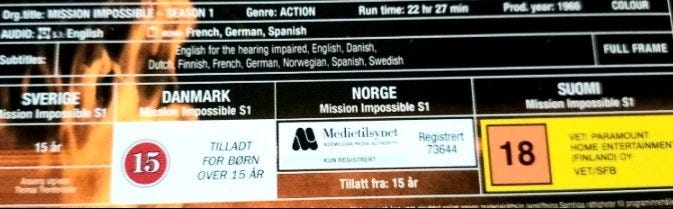 Org.title: MISSION IMPOSSIBLE - SEASON 1 Genre: ACTION Run time: 22 hr 27 min Prod. year: 1966 COLOUR
AUDIO: 5.1: English MONO: French, German, Spanish
Subtitles: English for the hearing impaired, English, Danish,
Dutch, Finnish, French, German, Norwegian, Spanish, Swedish
FULL FRAME
SVERIGE
Mission Impossible S1
15 år
DANMARK
Mission Impossible S1
15
TILLADT
FOR BØRN
OVER 15 ÅR
NORGE
Mission Impossible S1
Medietilsynet
NORWEGIAN MEDIA AUTHORITY
KUN REGISTRERT
Registrert
73644
Tillatt fra: 15 år
SUOMI
Mission Impossible S1
18
VET: PARAMOUNT
HOME ENTERTAINMENT
(FINLAND) OY
VET/SFB